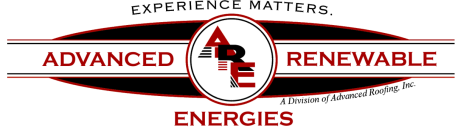 EXPERIENCE MATTERS.
ADVANCED ARE RENEWABLE
A Division of Advanced Roofing, Inc.
ENERGIES